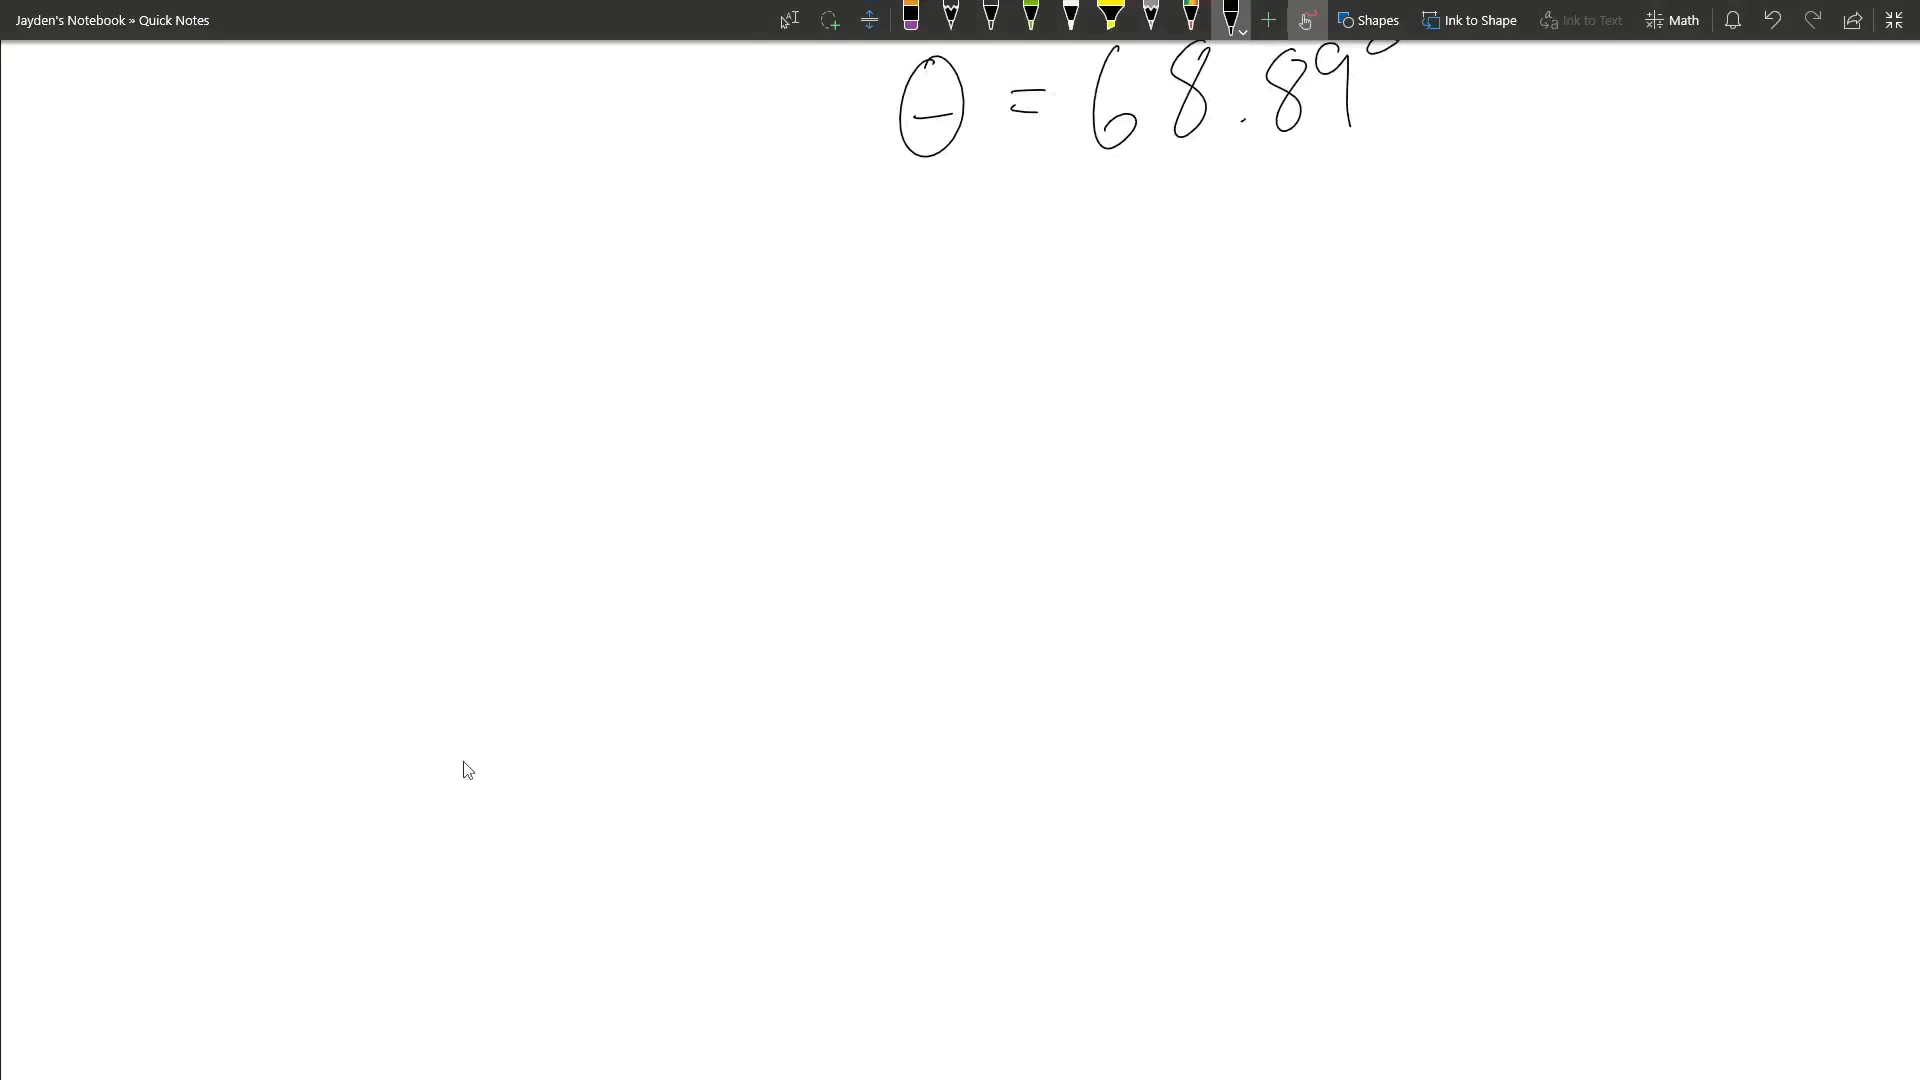 Jayden's Notebook » Quick Notes
Shapes
Ink to Shape
Ink to Text
Math
θ = 68.89°